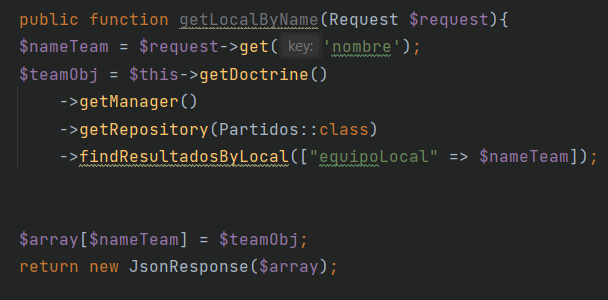 public function getLocalByName(Request $request){
$nameTeam = $request->get( key: 'nombre');
$teamObj = $this->getDoctrine()
->getManager()
->getRepository(Partidos::class)
->findResultadosByLocal(["equipoLocal" => $nameTeam]);
$array[$nameTeam] = $teamObj;
return new JsonResponse($array);